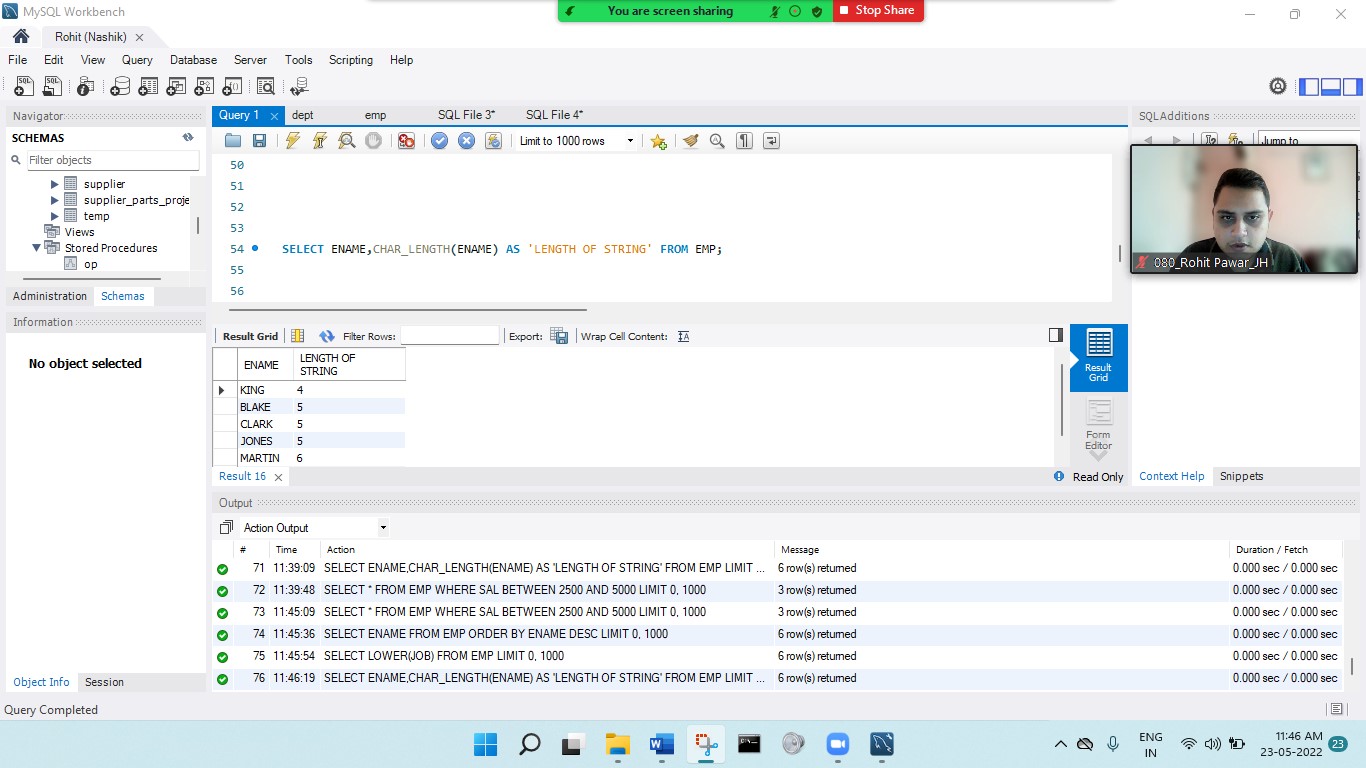 MySQL Workbench
You are screen sharing
Stop Share
Rohit (Nashik)
File Edit View Query Database Server Tools Scripting Help
Navigator
SCHEMAS
Filter objects
supplier
supplier_parts_proje
temp
Views
Stored Procedures
op
Administration Schemas
Information
No object selected
Object Info Session
Query 1 dept emp SQL File 3* SQL File 4*
Limit to 1000 rows
50
51
52
53
54 SELECT ENAME,CHAR_LENGTH(ENAME) AS 'LENGTH OF STRING' FROM EMP;
55
56
Result Grid Filter Rows: Export: Wrap Cell Content:
ENAME LENGTH OF STRING
KING 4
BLAKE 5
CLARK 5
JONES 5
MARTIN 6
Result Grid
Form Editor
Result 16
Read Only
SQLAdditions
Jump to
080_Rohit Pawar_JH
Context Help Snippets
Output
Action Output
# Time Action Message Duration / Fetch
71 11:39:09 SELECT ENAME,CHAR_LENGTH(ENAME) AS 'LENGTH OF STRING' FROM EMP LIMIT ... 6 row(s) returned 0.000 sec / 0.000 sec
72 11:39:48 SELECT * FROM EMP WHERE SAL BETWEEN 2500 AND 5000 LIMIT 0, 1000 3 row(s) returned 0.000 sec / 0.000 sec
73 11:45:09 SELECT * FROM EMP WHERE SAL BETWEEN 2500 AND 5000 LIMIT 0, 1000 3 row(s) returned 0.000 sec / 0.000 sec
74 11:45:36 SELECT ENAME FROM EMP ORDER BY ENAME DESC LIMIT 0, 1000 6 row(s) returned 0.000 sec / 0.000 sec
75 11:45:54 SELECT LOWER(JOB) FROM EMP LIMIT 0, 1000 6 row(s) returned 0.000 sec / 0.000 sec
76 11:46:19 SELECT ENAME,CHAR_LENGTH(ENAME) AS 'LENGTH OF STRING' FROM EMP LIMIT ... 6 row(s) returned 0.000 sec / 0.000 sec
Query Completed
ENG
IN
11:46 AM
23-05-2022
23